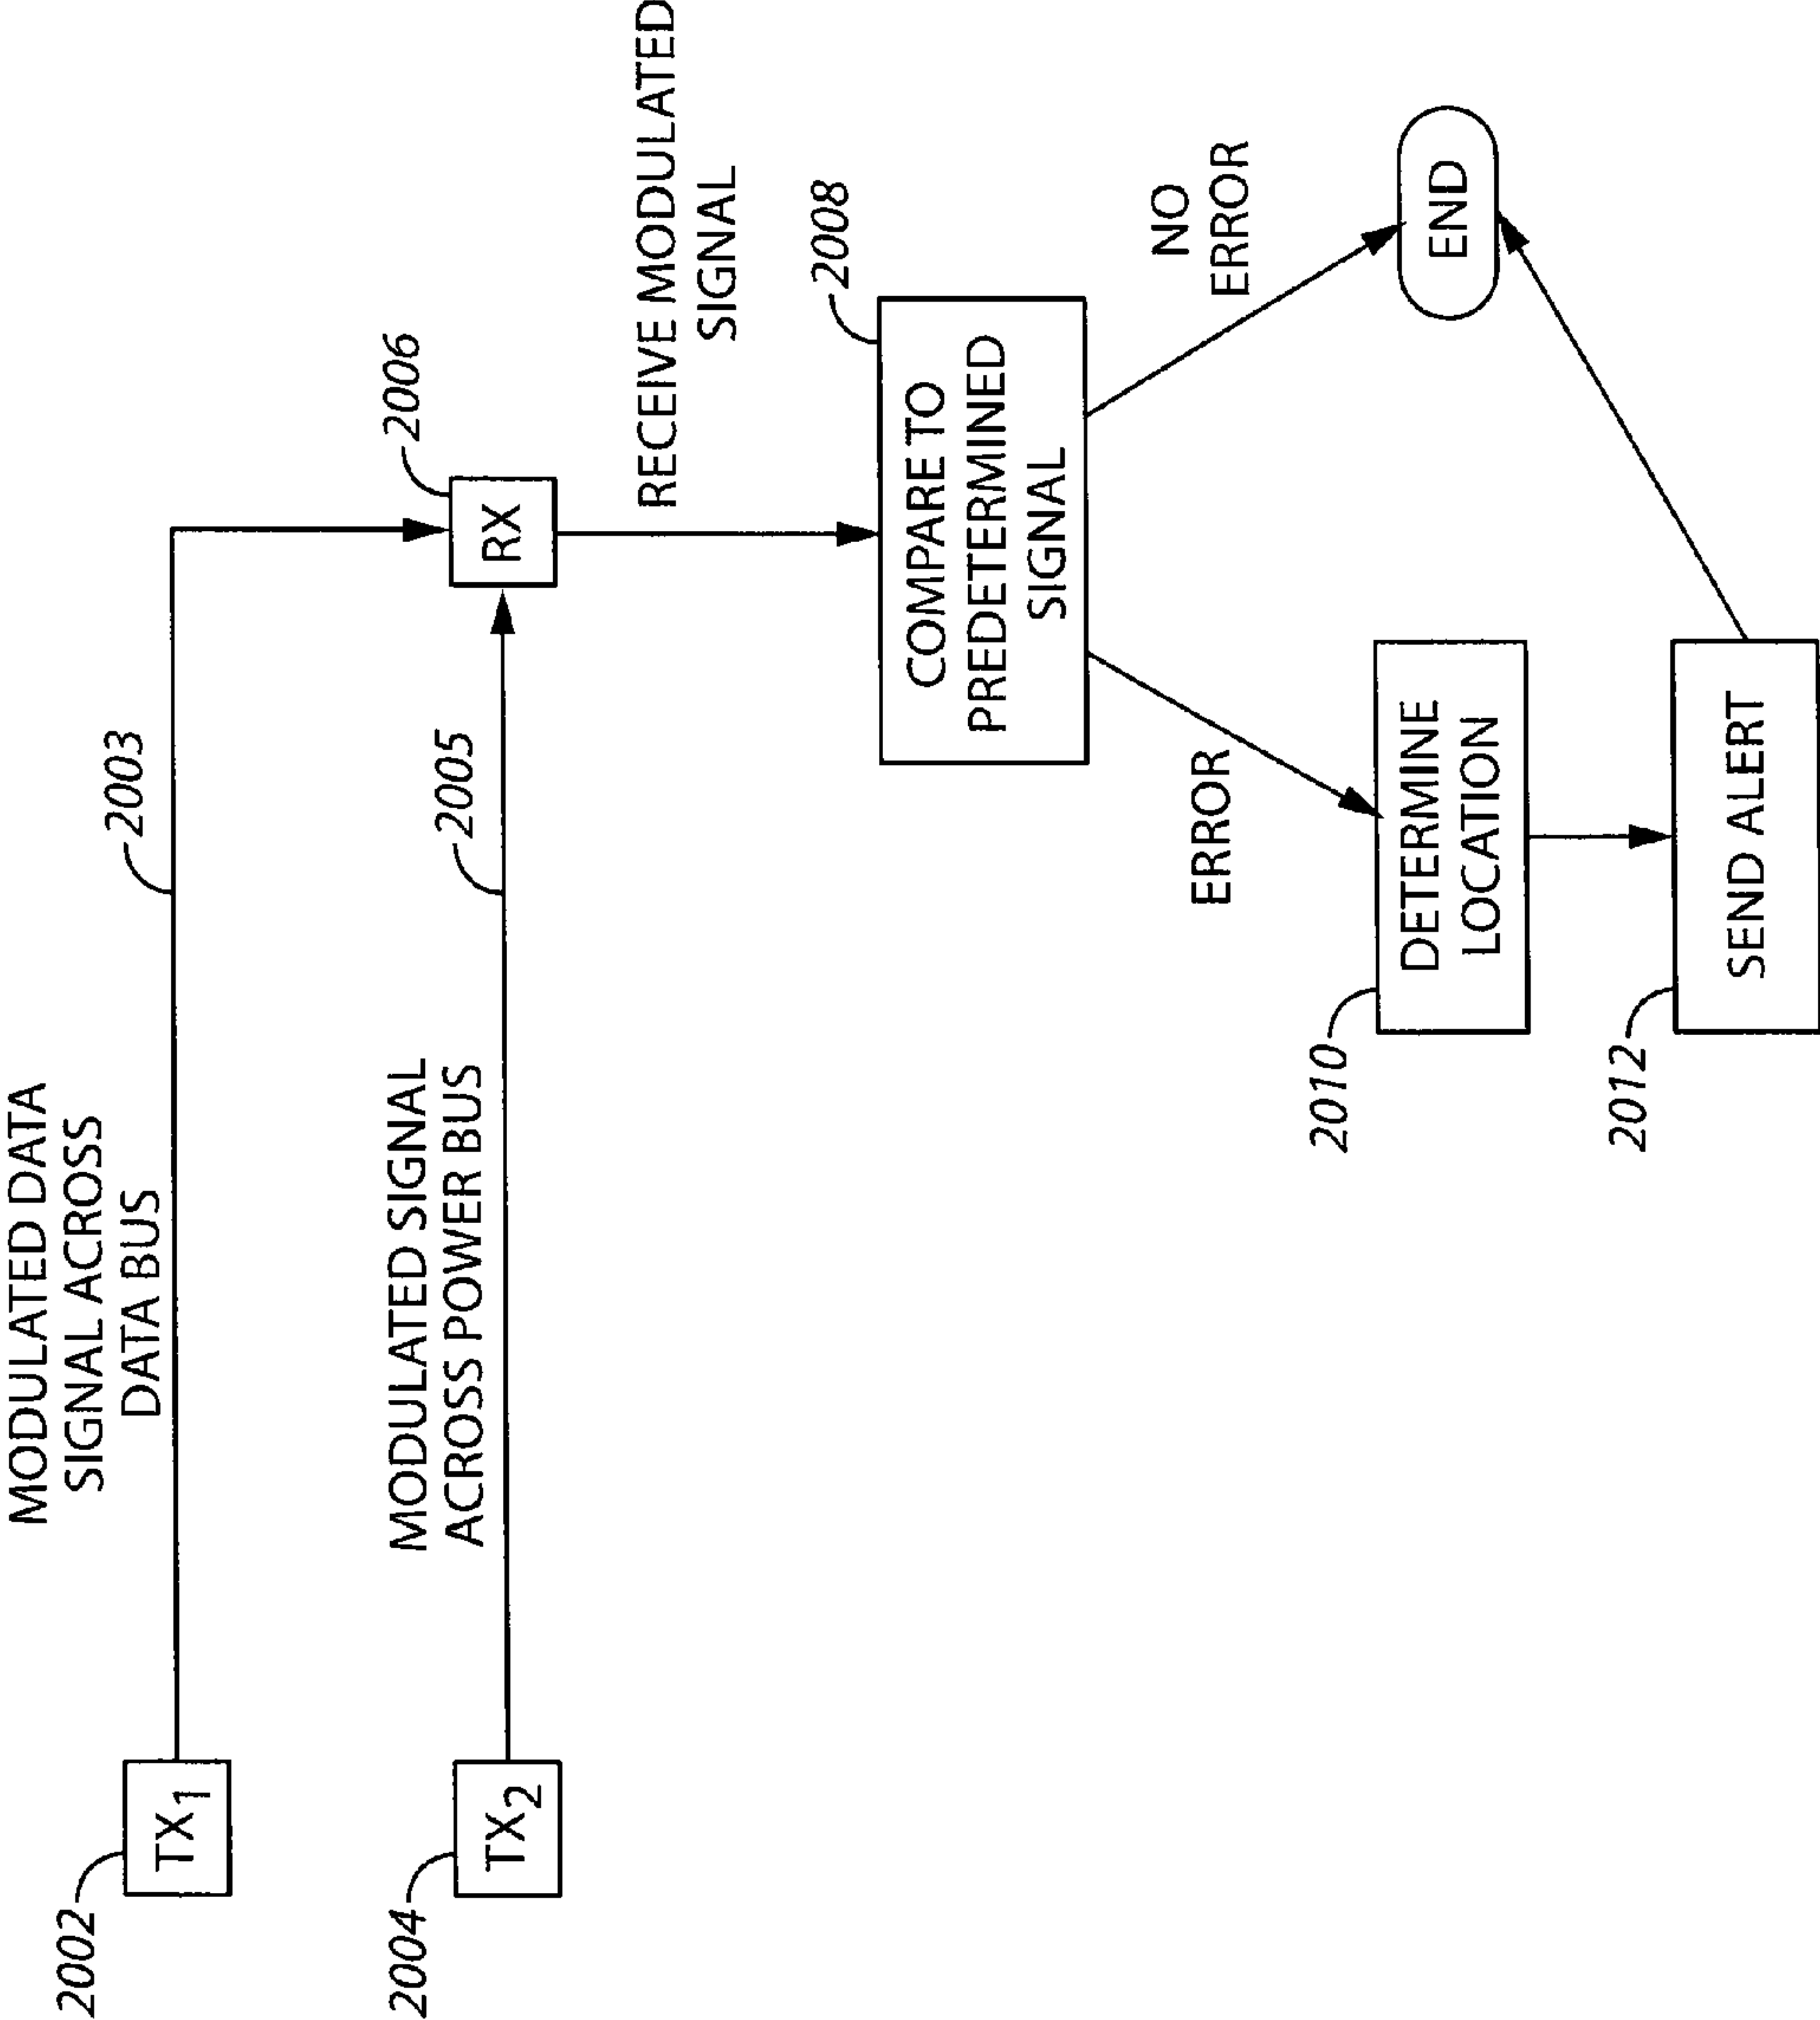 MODULATED DATA
SIGNAL ACROSS
DATA BUS
2002
TX1
2003
MODULATED SIGNAL
ACROSS POWER BUS
2004
TX2
2005
2006
RX
RECEIVE MODULATED
SIGNAL
2008
COMPARE TO
PREDETERMINED
SIGNAL
ERROR
NO
ERROR
2010
DETERMINE
LOCATION
END
2012
SEND ALERT